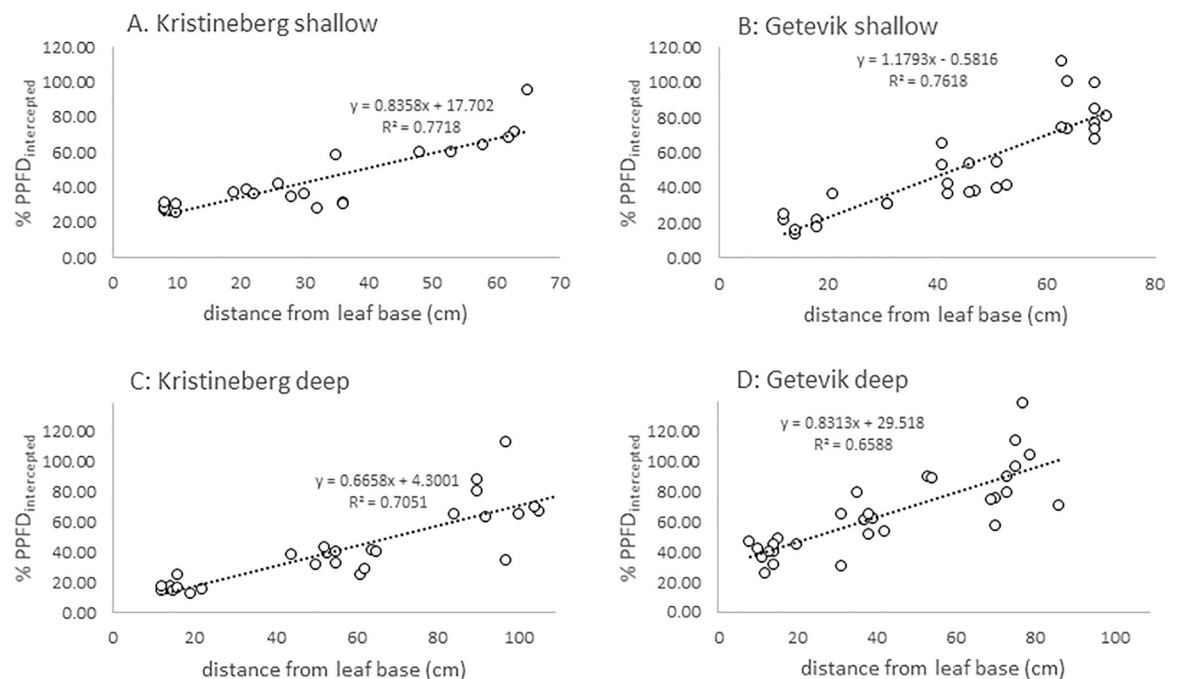 A. Kristineberg shallow
120.00
100.00
80.00
60.00
40.00
20.00
0.00
% PPFDintercepted
y = 0.8358x + 17.702
R² = 0.7718
0 10 20 30 40 50 60 70
distance from leaf base (cm)
B: Getevik shallow
120.00
100.00
80.00
60.00
40.00
20.00
0.00
% PPFDintercepted
y = 1.1793x - 0.5816
R² = 0.7618
0 20 40 60 80
distance from leaf base (cm)
C: Kristineberg deep
120.00
100.00
80.00
60.00
40.00
20.00
0.00
% PPFDintercepted
y = 0.6658x + 4.3001
R² = 0.7051
0 20 40 60 80 100
distance from leaf base (cm)
D: Getevik deep
120.00
100.00
80.00
60.00
40.00
20.00
0.00
% PPFDintercepted
y = 0.8313x + 29.518
R² = 0.6588
0 20 40 60 80 100
distance from leaf base (cm)